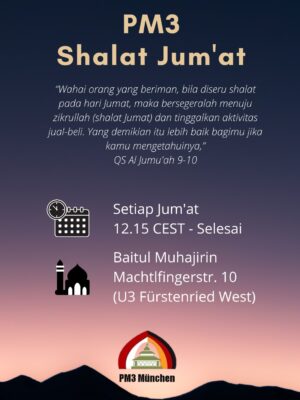 PM3
Shalat Jum'at
"Wahai orang yang beriman, bila diseru shalat
pada hari Jumat, maka bersegeralah menuju
zikrullah (shalat Jumat) dan tinggalkan aktivitas
jual-beli. Yang demikian itu lebih baik bagimu jika
kamu mengetahuinya,"
QS Al Jumu'ah 9-10
Setiap Jum'at
12.15 CEST - Selesai
Baitul Muhajirin
Machtlfingerstr. 10
(U3 Fürstenried West)
PM3 München